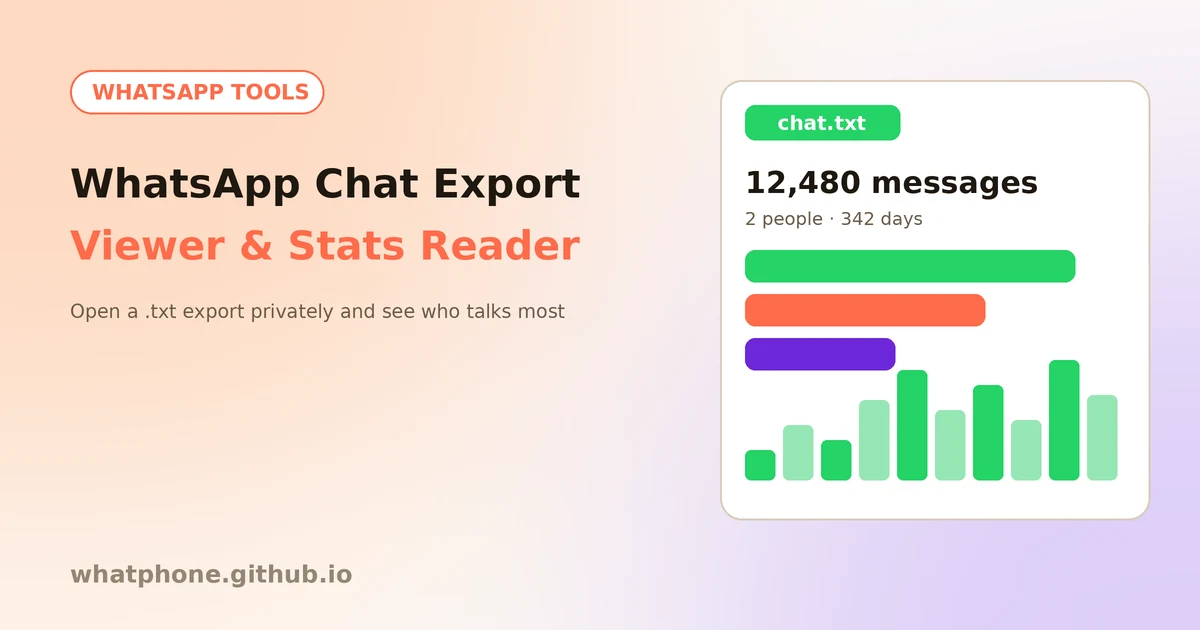 WHATSAPP TOOLS
WhatsApp Chat Export
Viewer & Stats Reader
Open a .txt export privately and see who talks most
whatphone.github.io
chat.txt
12,480 messages
2 people · 342 days